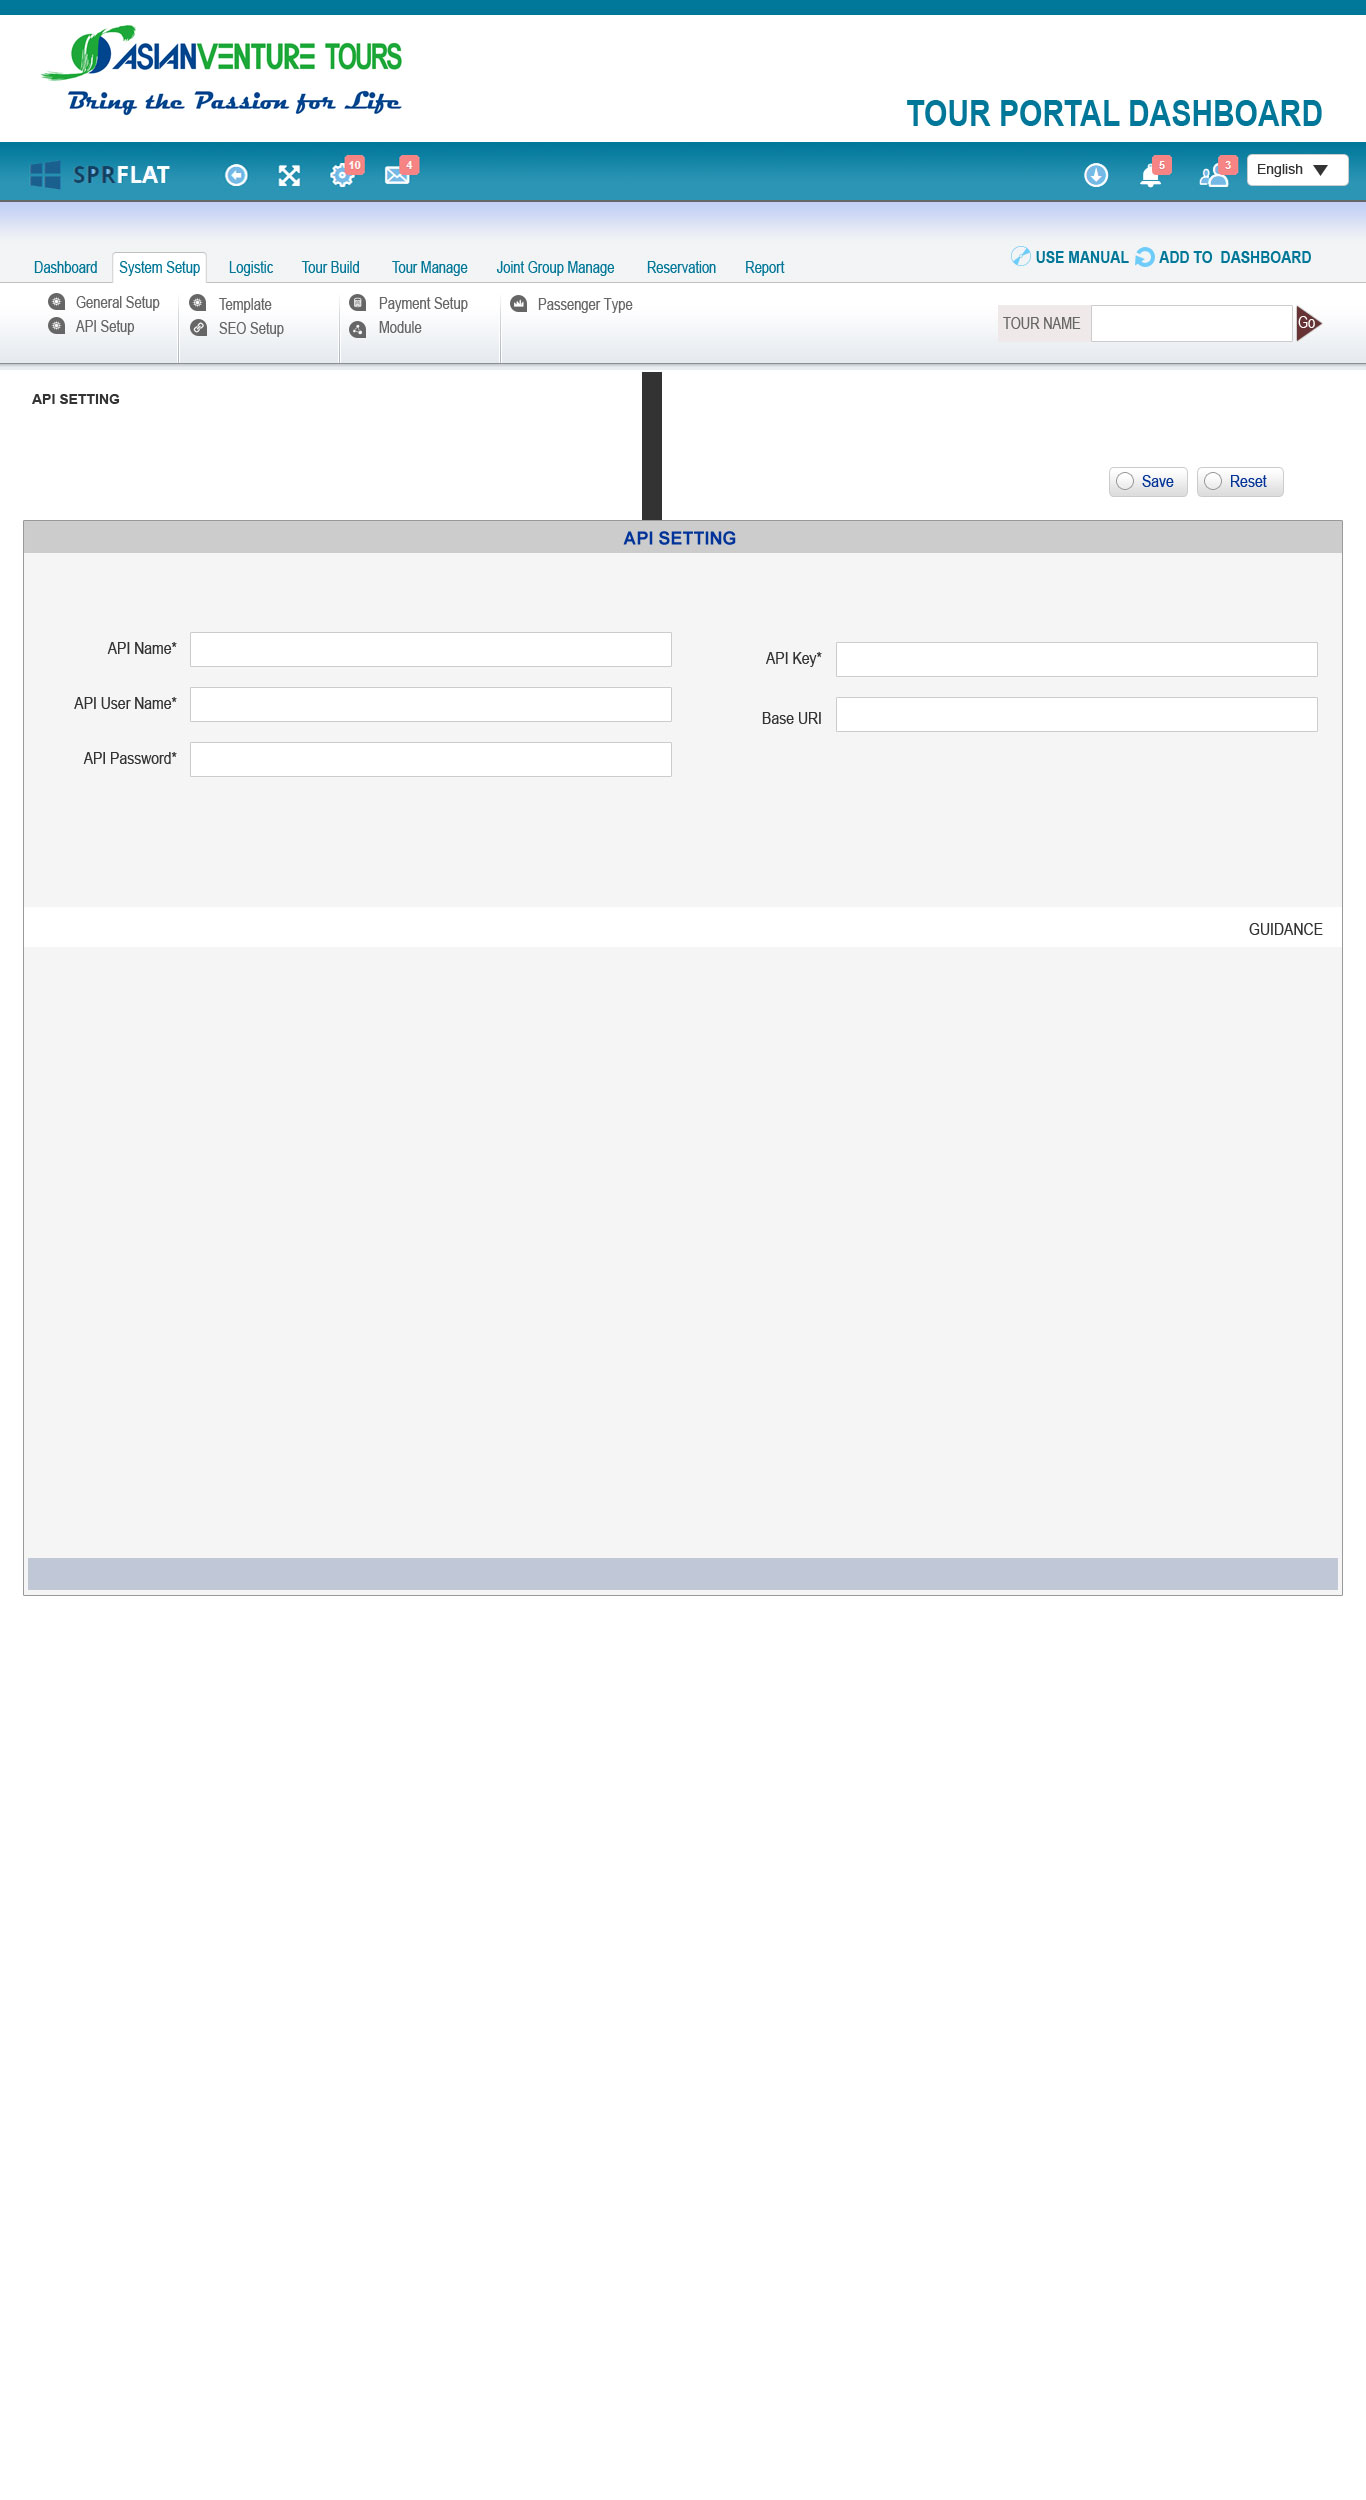 ASIANVENTURE TOURS
Bring the Passion for Life
TOUR PORTAL DASHBOARD
SPRFLAT 10 4 5 3 English
USE MANUAL ADD TO DASHBOARD
Dashboard System Setup Logistic Tour Build Tour Manage Joint Group Manage Reservation Report
General Setup Template Payment Setup Passenger Type
API Setup SEO Setup Module
TOUR NAME Go
API SETTING
Save Reset
API SETTING
API Name*
API Key*
API User Name*
Base URI
API Password*
GUIDANCE